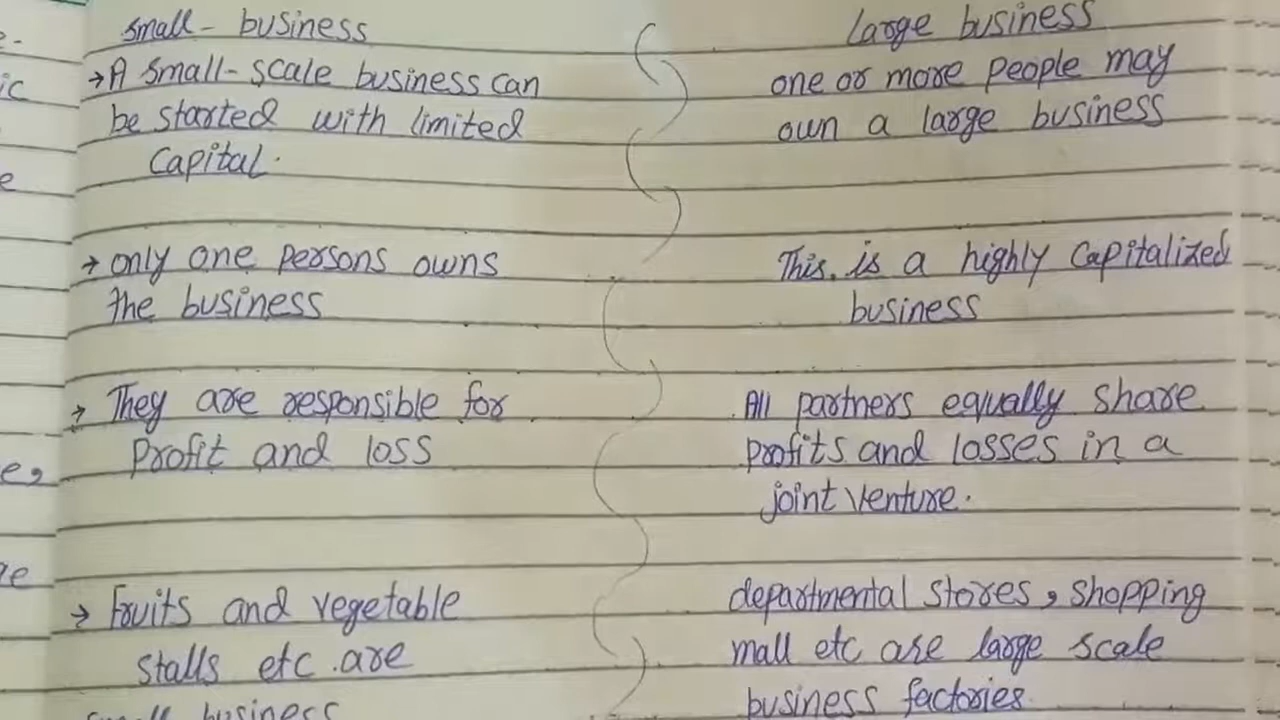 small - business
→ A small-scale business can
be started with limited
capital.
→ only one persons owns
the business
→ They are responsible for
Profit and loss
→ fruits and vegetable
stalls etc. are
small business
large business
one or more people may
own a large business
This. is a highly capitalized
business
All partners equally share
profits and losses in a
joint venture.
departmental stores, shopping
mall etc are large scale
business factories.